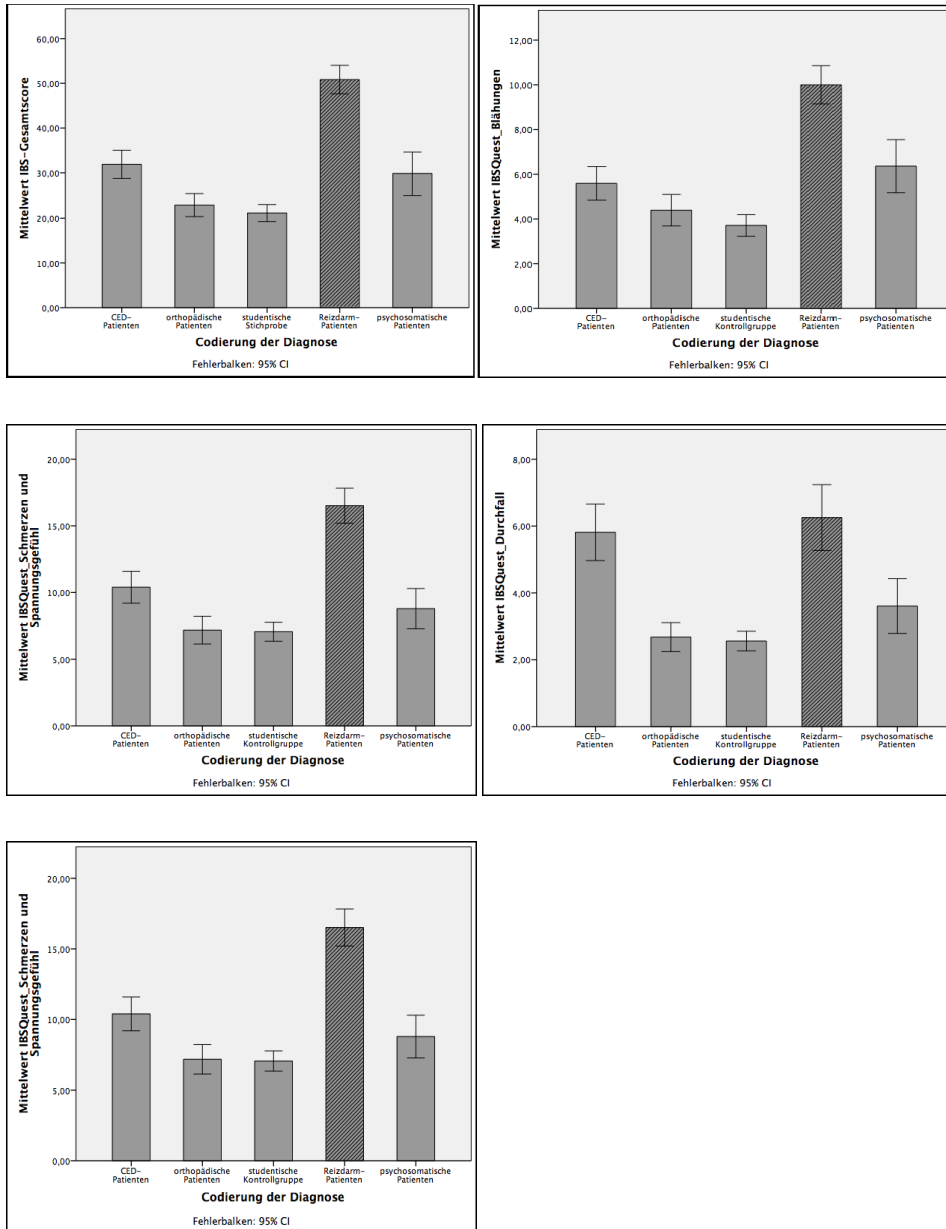 Mittelwert IBS-Gesamtscore
60,00
50,00
40,00
30,00
20,00
10,00
0,00
CED-
Patienten
orthopädische
Patienten
studentische
Stichprobe
Reizdarm-
Patienten
psychosomatische
Patienten
Codierung der Diagnose
Fehlerbalken: 95% CI
Mittelwert IBSQuest_Blähungen
12,00
10,00
8,00
6,00
4,00
2,00
0,00
CED-
Patienten
orthopädische
Patienten
studentische
Kontrollgruppe
Reizdarm-
Patienten
psychosomatische
Patienten
Codierung der Diagnose
Fehlerbalken: 95% CI
Mittelwert IBSQuest_Schmerzen und
Spannungsgefühl
20,00
15,00
10,00
5,00
0,00
CED-
Patienten
orthopädische
Patienten
studentische
Kontrollgruppe
Reizdarm-
Patienten
psychosomatische
Patienten
Codierung der Diagnose
Fehlerbalken: 95% CI
Mittelwert IBSQuest_Durchfall
8,00
6,00
4,00
2,00
0,00
CED-
Patienten
orthopädische
Patienten
studentische
Kontrollgruppe
Reizdarm-
Patienten
psychosomatische
Patienten
Codierung der Diagnose
Fehlerbalken: 95% CI
Mittelwert IBSQuest_Schmerzen und
Spannungsgefühl
20,00
15,00
10,00
5,00
0,00
CED-
Patienten
orthopädische
Patienten
studentische
Kontrollgruppe
Reizdarm-
Patienten
psychosomatische
Patienten
Codierung der Diagnose
Fehlerbalken: 95% CI